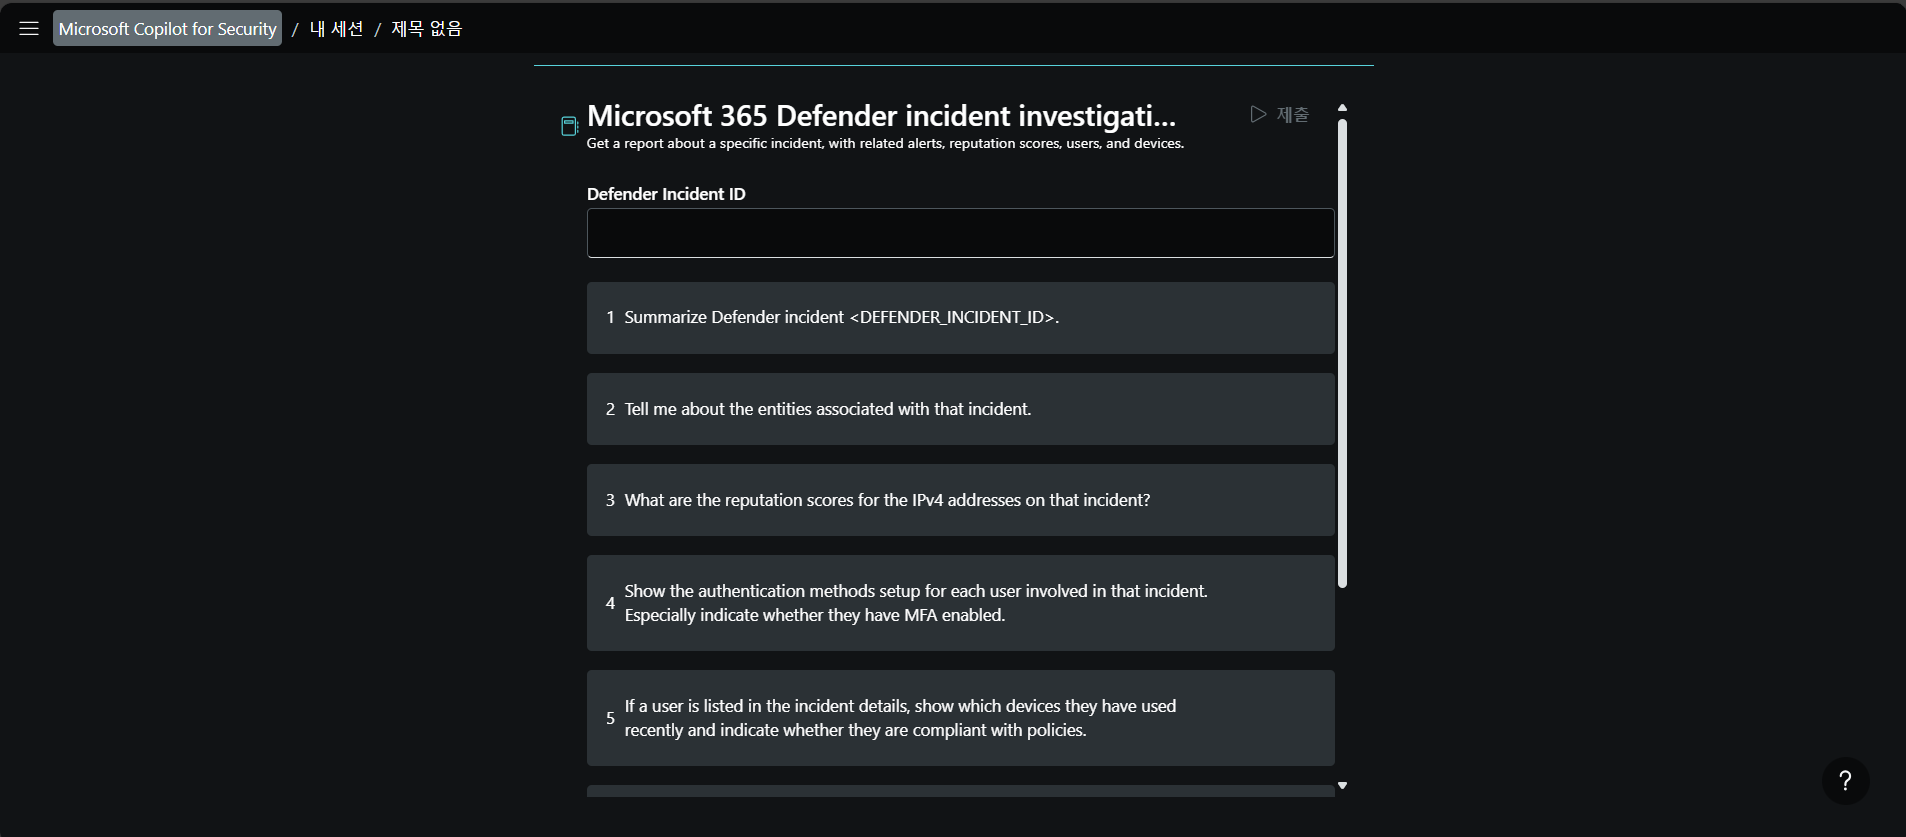 Microsoft Copilot for Security / 내 세션 / 제목 없음
Microsoft 365 Defender incident investigati...
제출
Get a report about a specific incident, with related alerts, reputation scores, users, and devices.
Defender Incident ID
1 Summarize Defender incident <DEFENDER_INCIDENT_ID>.
2 Tell me about the entities associated with that incident.
3 What are the reputation scores for the IPv4 addresses on that incident?
4 Show the authentication methods setup for each user involved in that incident.
Especially indicate whether they have MFA enabled.
5 If a user is listed in the incident details, show which devices they have used
recently and indicate whether they are compliant with policies.
?